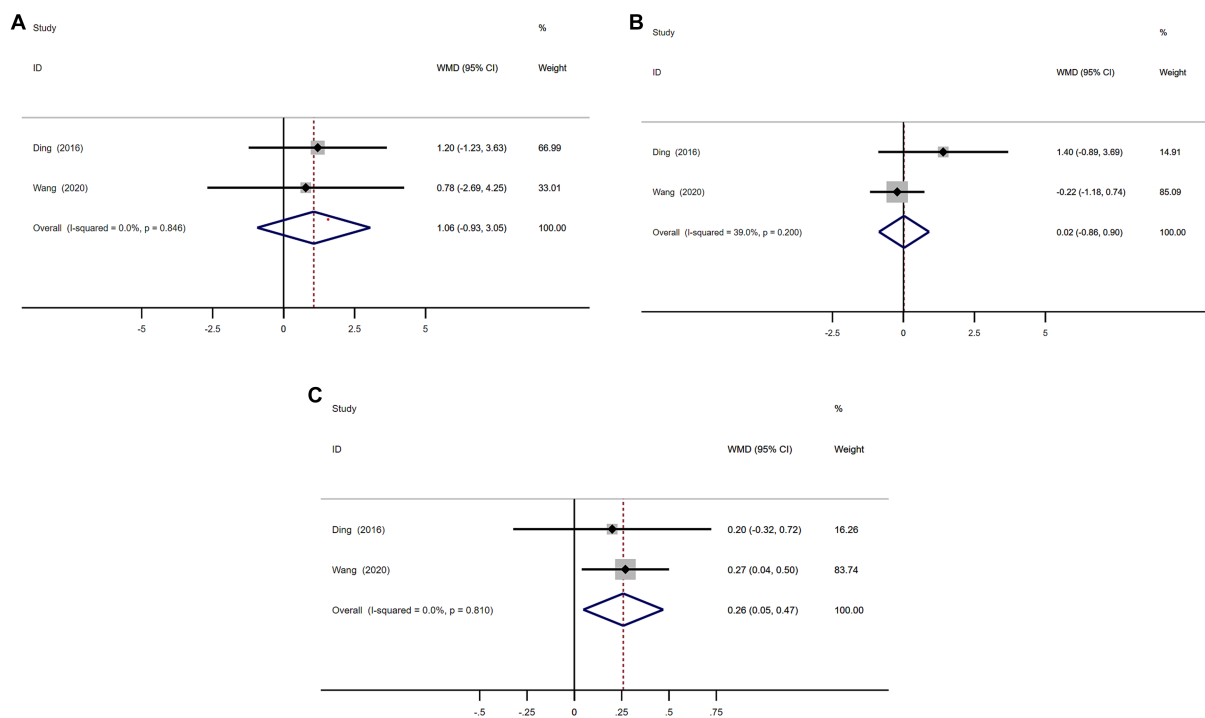 A
Study %
ID WMD (95% CI) Weight
Ding (2016) 1.20 (-1.23, 3.63) 66.99
Wang (2020) 0.78 (-2.69, 4.25) 33.01
Overall (I-squared = 0.0%, p = 0.846) 1.06 (-0.93, 3.05) 100.00
-5 -2.5 0 2.5 5
B
Study %
ID WMD (95% CI) Weight
Ding (2016) 1.40 (-0.89, 3.69) 14.91
Wang (2020) -0.22 (-1.18, 0.74) 85.09
Overall (I-squared = 39.0%, p = 0.200) 0.02 (-0.86, 0.90) 100.00
-2.5 0 2.5 5
C
Study %
ID WMD (95% CI) Weight
Ding (2016) 0.20 (-0.32, 0.72) 16.26
Wang (2020) 0.27 (0.04, 0.50) 83.74
Overall (I-squared = 0.0%, p = 0.810) 0.26 (0.05, 0.47) 100.00
-.5 -.25 0 .25 .5 .75